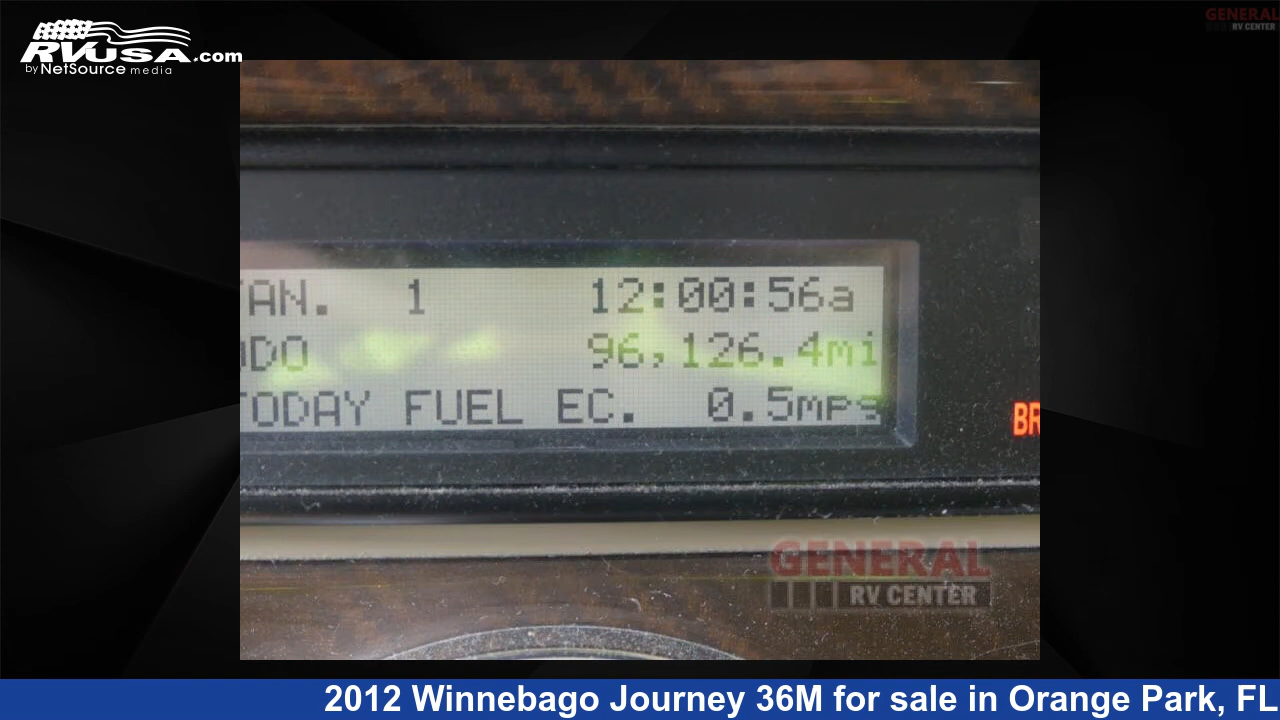 RVUSA.com
by NetSource media
GENERAL
RV CENTER
AN. 1 12:00:56a
DO 96,126.4mi
TODAY FUEL EC. 0.5mpg
BR
GENERAL
RV CENTER
2012 Winnebago Journey 36M for sale in Orange Park, FL